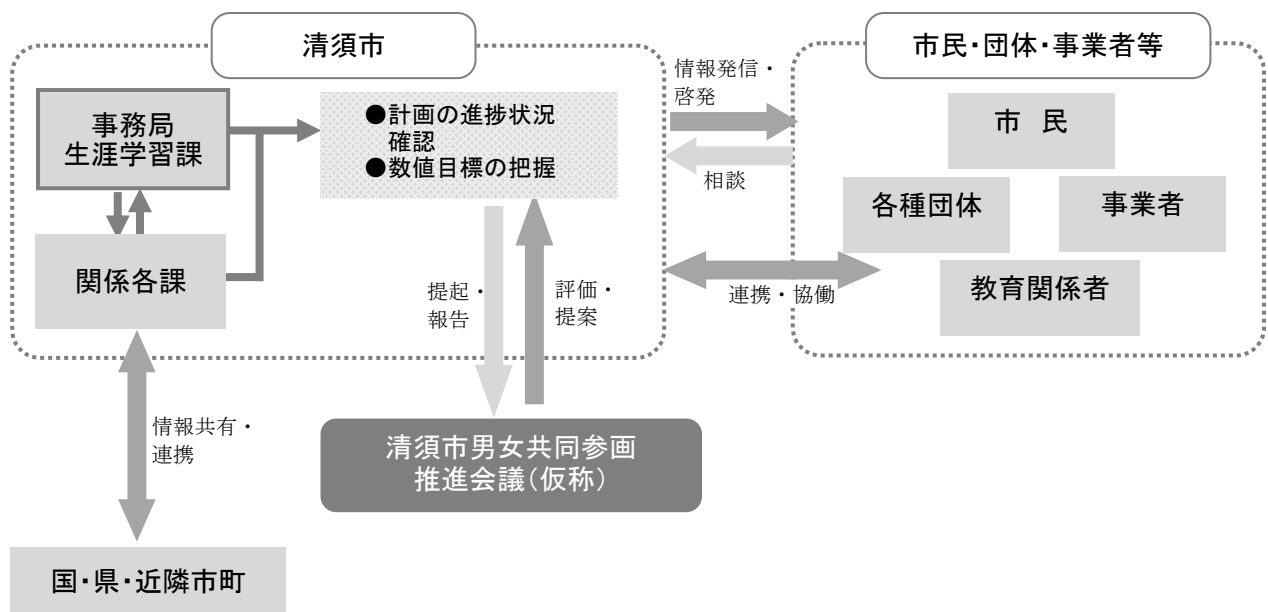 清須市
市民・団体・事業者等
事務局
生涯学習課
●計画の進捗状況
確認
●数値目標の把握
情報発信・
啓発
相談
市 民
各種団体
事業者
教育関係者
関係各課
提起・
報告
評価・
提案
連携・協働
情報共有・
連携
清須市男女共同参画
推進会議（仮称）
国・県・近隣市町